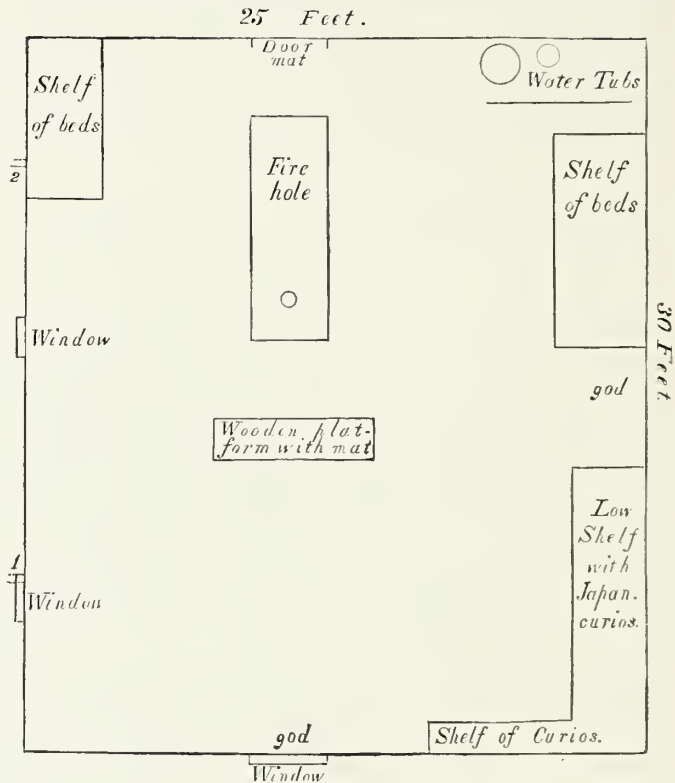 25 Feet.
Door
mat
Shelf
of beds
Water Tubs
Fire
hole
Shelf
of beds
2
Window
30 Feet
god
Wooden plat-
form with mat
Low
Shelf
with
Japan.
curios.
1
Window
god
Shelf of Curios.
Window